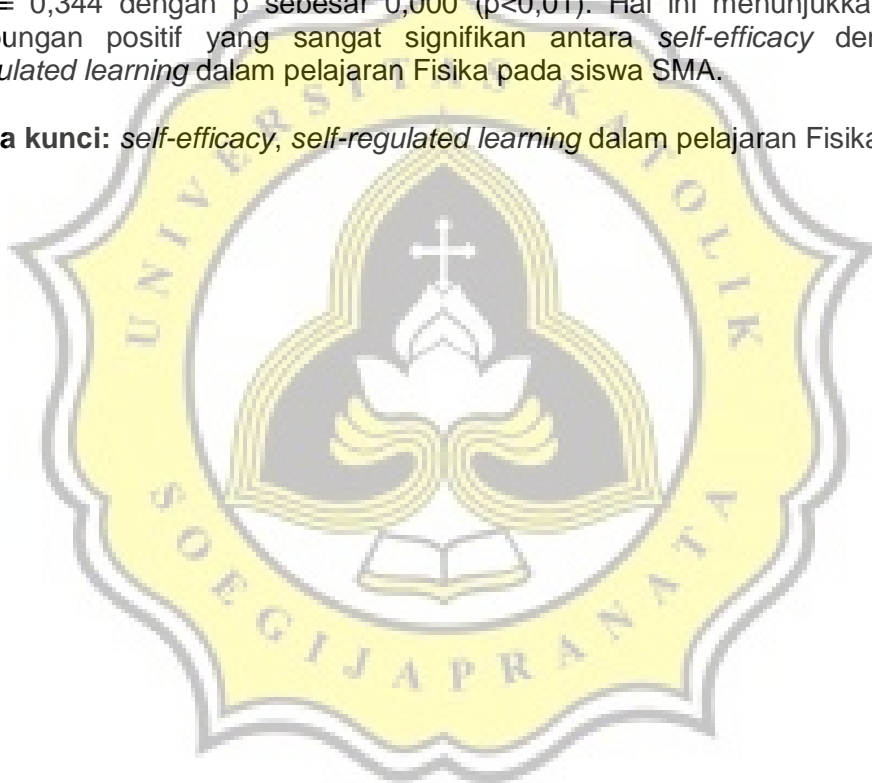 = 0,344 dengan p sebesar 0,000 (p<0,01). Hal ini menunjukka
ungan positif yang sangat signifikan antara self-efficacy der
ulated learning dalam pelajaran Fisika pada siswa SMA.
a kunci: self-efficacy, self-regulated learning dalam pelajaran Fisika
UNIVERSITAS KATOLIK
SOEGIJAPRANATA